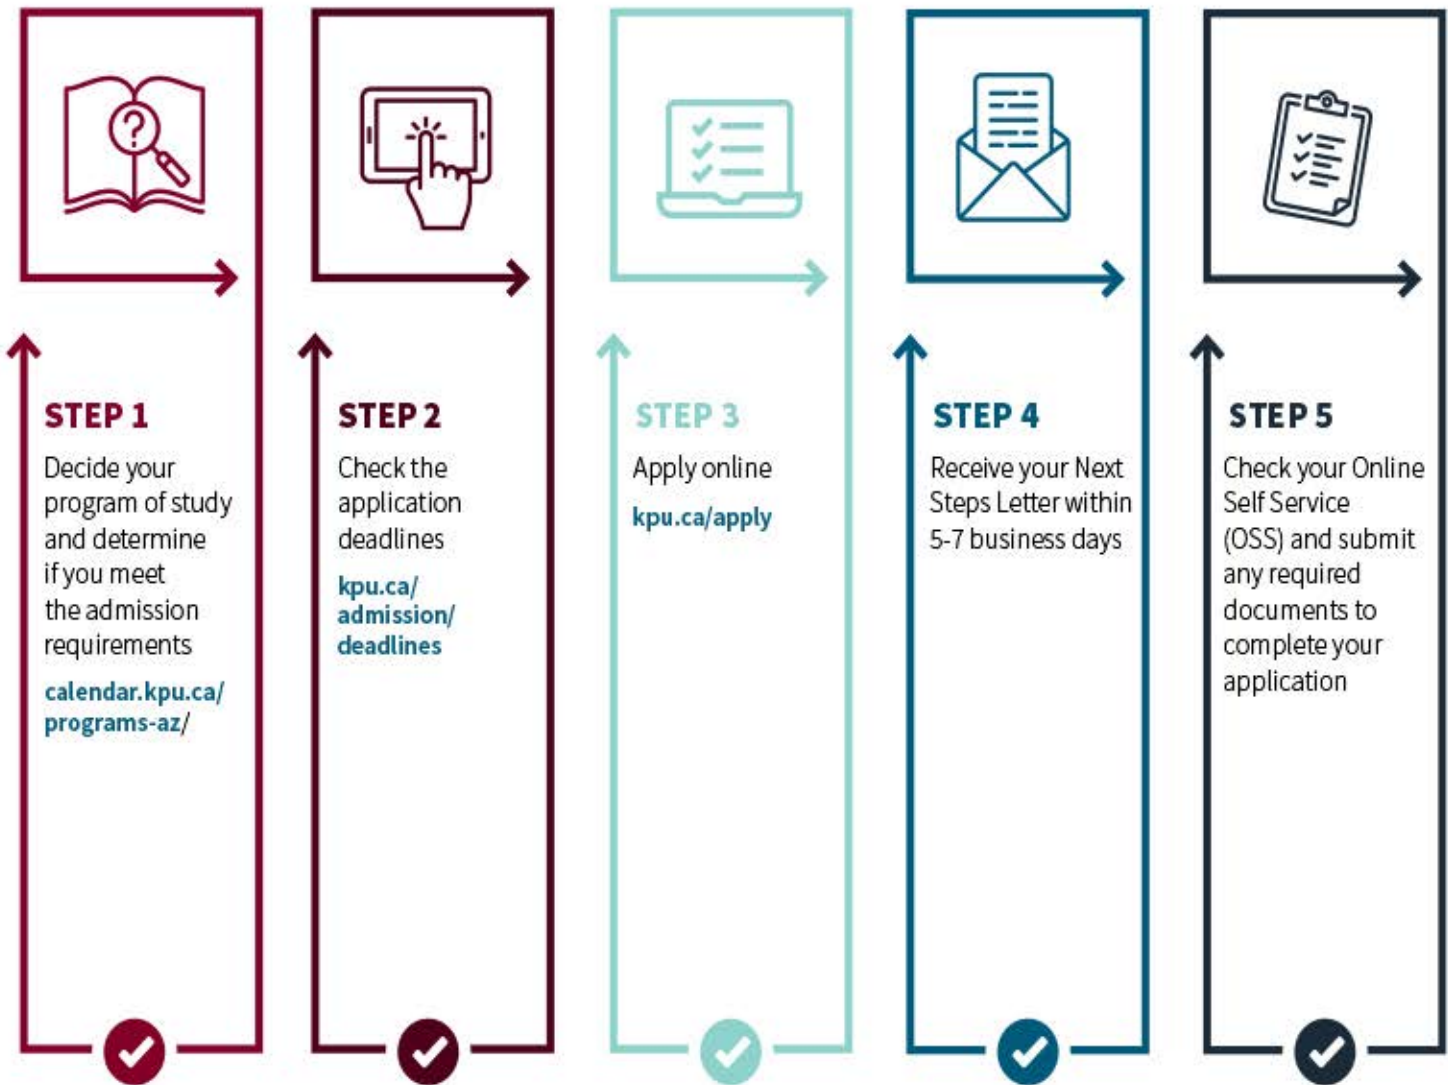 STEP 1
Decide your
program of study
and determine
if you meet
the admission
requirements
calendar.kpu.ca/
programs-az/
STEP 2
Check the
application
deadlines
kpu.ca/
admission/
deadlines
STEP 3
Apply online
kpu.ca/apply
STEP 4
Receive your Next
Steps Letter within
5-7 business days
STEP 5
Check your Online
Self Service
(OSS) and submit
any required
documents to
complete your
application